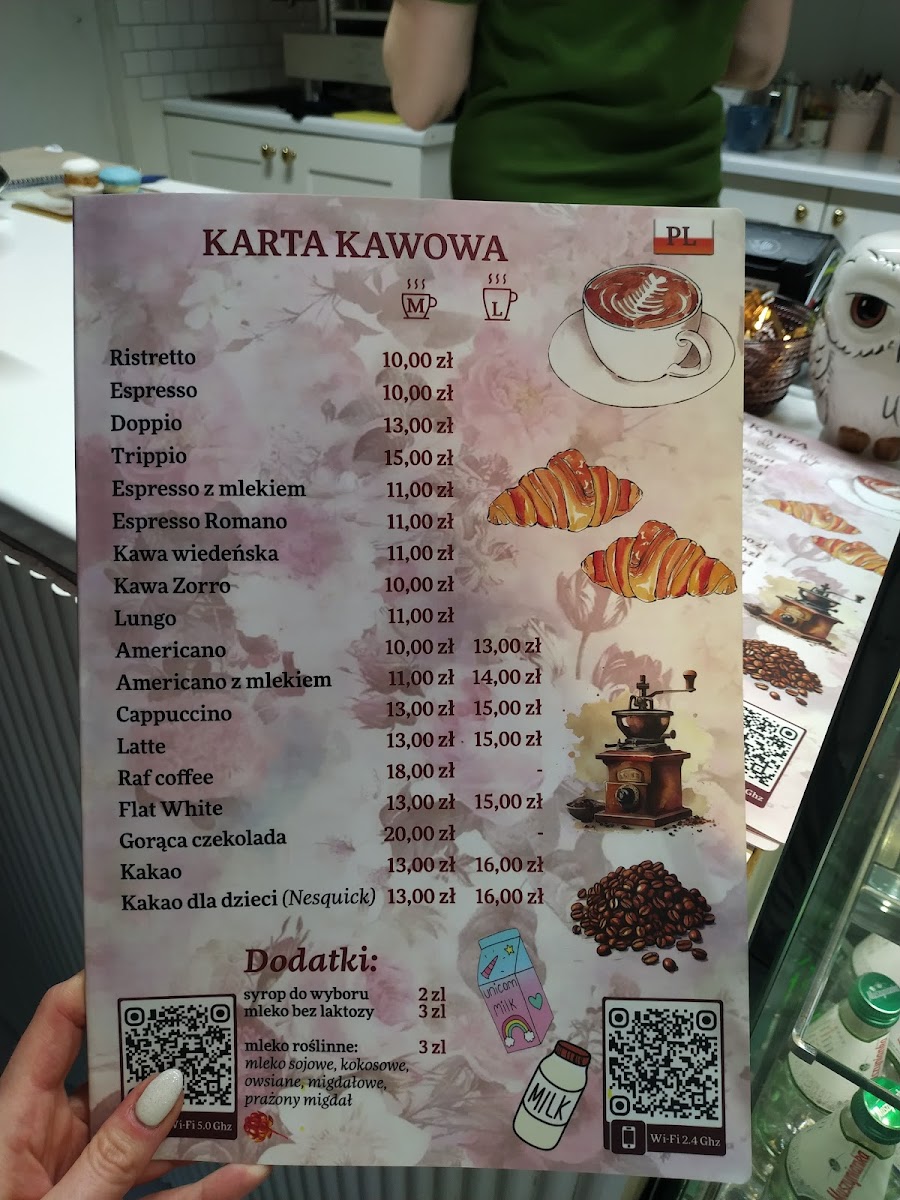 KARTA KAWOWA
PL
M L
Ristretto 10,00 zł
Espresso 10,00 zł
Doppio 13,00 zł
Trippio 15,00 zł
Espresso z mlekiem 11,00 zł
Espresso Romano 11,00 zł
Kawa wiedeńska 11,00 zł
Kawa Zorro 10,00 zł
Lungo 11,00 zł
Americano 10,00 zł 13,00 zł
Americano z mlekiem 11,00 zł 14,00 zł
Cappuccino 13,00 zł 15,00 zł
Latte 13,00 zł 15,00 zł
Raf coffee 18,00 zł -
Flat White 13,00 zł 15,00 zł
Gorąca czekolada 20,00 zł -
Kakao 13,00 zł 16,00 zł
Kakao dla dzieci (Nesquick) 13,00 zł 16,00 zł
Dodatki:
syrop do wyboru 2 zl
mleko bez laktozy 3 zl
mleko roślinne: 3 zl
mleko sojowe, kokosowe,
owsiane, migdałowe,
prażony migdał
unicorn
milk
MILK
Wi-Fi 5.0 Ghz
Wi-Fi 2.4 Ghz
КАРТА
Ghz